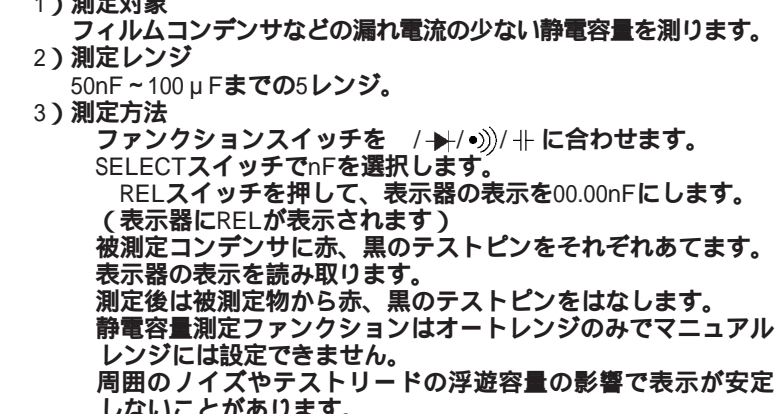 1）測定対象
フィルムコンデンサなどの漏れ電流の少ない静電容量を測ります。
2）測定レンジ
50nF～100μFまでの5レンジ。
3）測定方法
ファンクションスイッチを　/ / / に合わせます。
SELECTスイッチでnFを選択します。
RELスイッチを押して、表示器の表示を00.00nFにします。
（表示器にRELが表示されます）
被測定コンデンサに赤、黒のテストピンをそれぞれあてます。
表示器の表示を読み取ります。
測定後は被測定物から赤、黒のテストピンをはなします。
静電容量測定ファンクションはオートレンジのみでマニュアル
レンジには設定できません。
周囲のノイズやテストリードの浮遊容量の影響で表示が安定
しないことがあります。